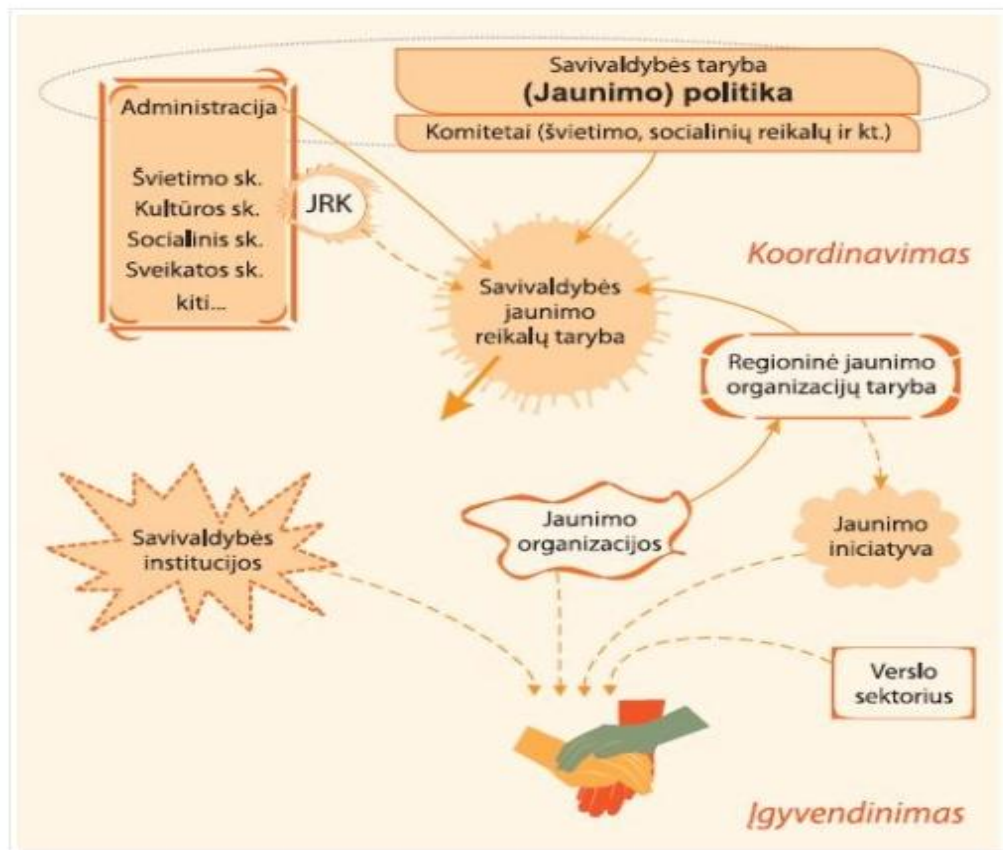 Savivaldybės taryba
(Jaunimo) politika
Komitetai (švietimo, socialinių reikalų ir kt.)
Administracija
Švietimo sk.
Kultūros sk.
Socialinis sk.
Sveikatos sk.
kiti...
JRK
Koordinavimas
Savivaldybės
jaunimo
reikalų taryba
Regioninė jaunimo
organizacijų taryba
Savivaldybės
institucijos
Jaunimo
organizacijos
Jaunimo
iniciatyva
Verslo
sektorius
Įgyvendinimas